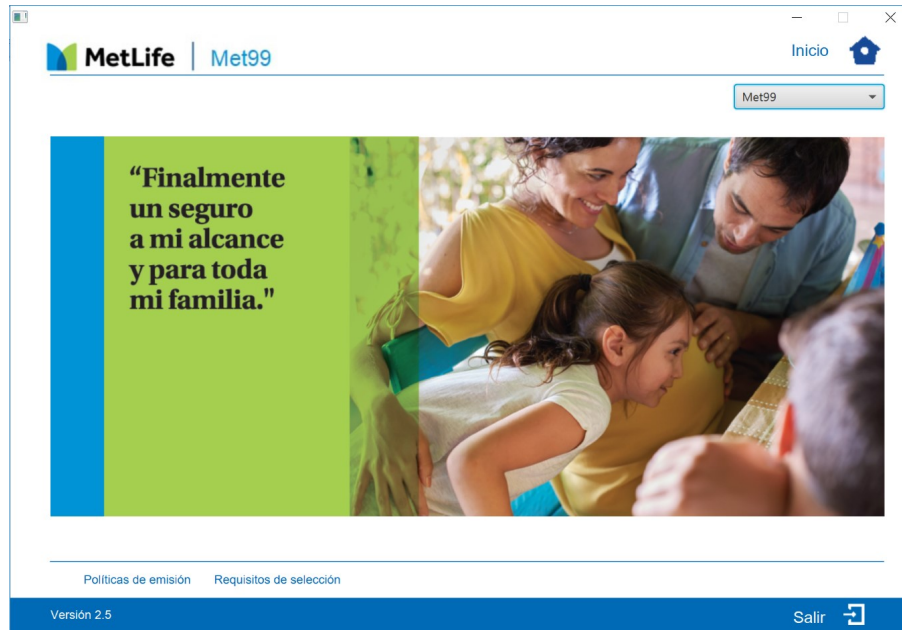 MetLife | Met99
Inicio
Met99
“Finalmente
un seguro
a mi alcance
y para toda
mi familia."
Políticas de emisión Requisitos de selección
Versión 2.5
Salir